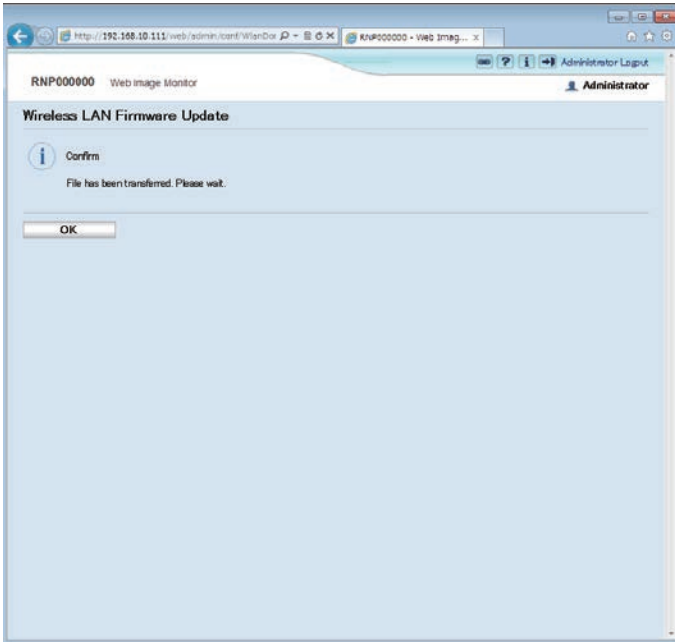 http://192.168.10.111/web/admin/conf/WlanDor
RNP000000 - Web Imag...
Administrator Logout
RNP000000 Web Image Monitor
Administrator
Wireless LAN Firmware Update
Confirm
File has been transferred. Please wait.
OK